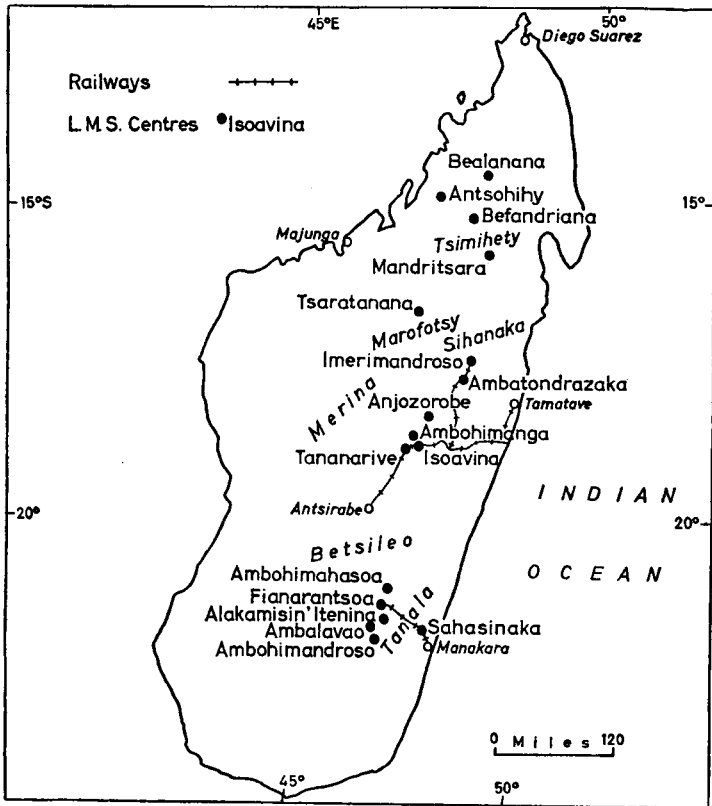 45°E
50°
Diego Suarez
Railways
L.M.S. Centres Isoavina
Bealanana
Antsohihy
15°S
15°
Befandriana
Majunga
Tsimihety
Mandritsara
Tsaratanana
Marofotsy
Sihanaka
Imerimandroso
Ambatondrazaka
Merina
Anjozorobe
Tamatave
Ambohimanga
Tananarive
Isoavina
INDIAN
Antsirabe
20°
20°
Betsileo
OCEAN
Ambohimahasoa
Fianarantsoa
Alakamisin' Itenina
Tanala
Ambalavao
Sahasinaka
Ambohimandroso
Manakara
0 Miles 120
45°
50°